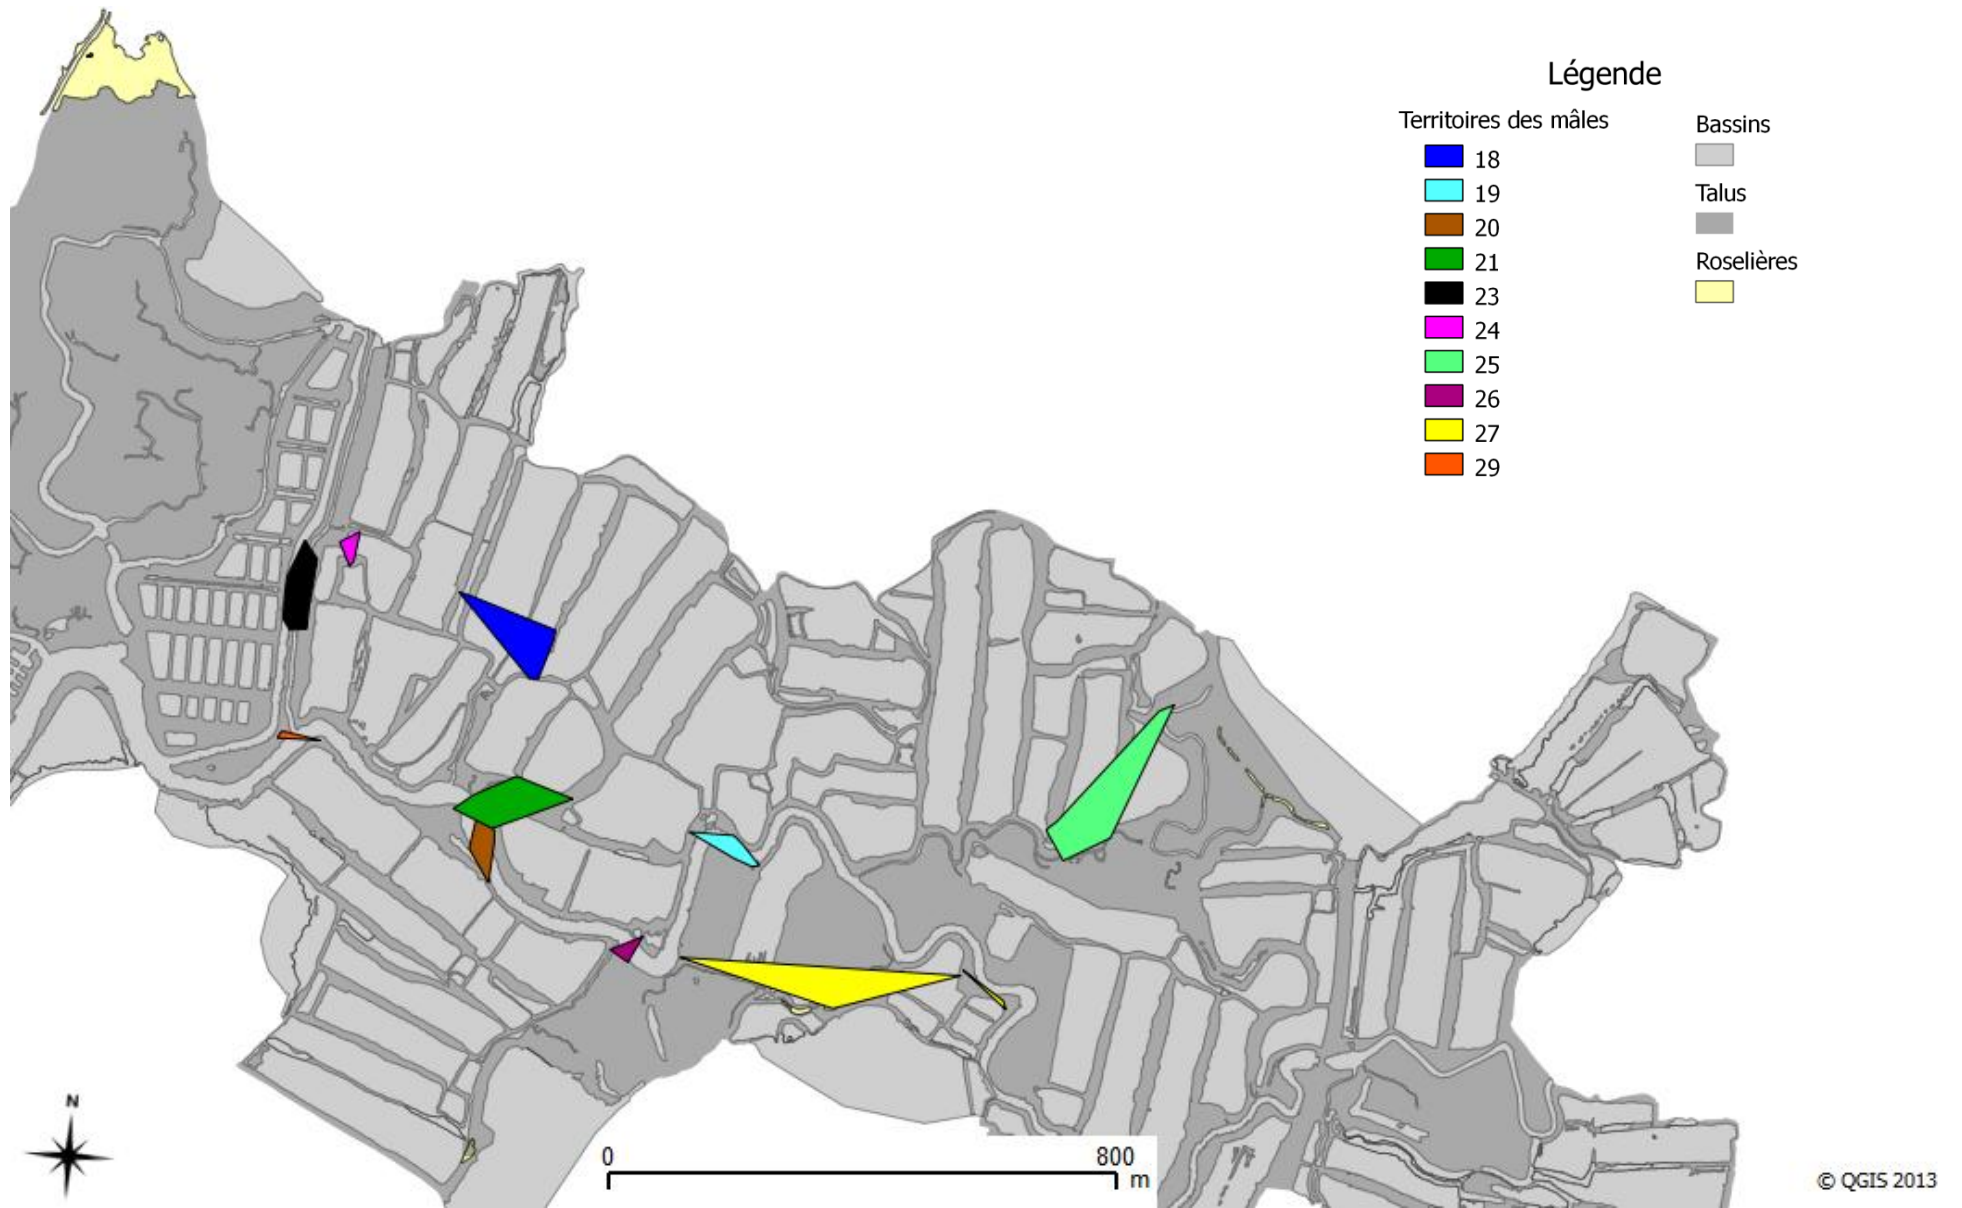 Légende
Territoires des mâles
18
19
20
21
23
24
25
26
27
29
Bassins
Talus
Roselières
N
0 800
m
© QGIS 2013